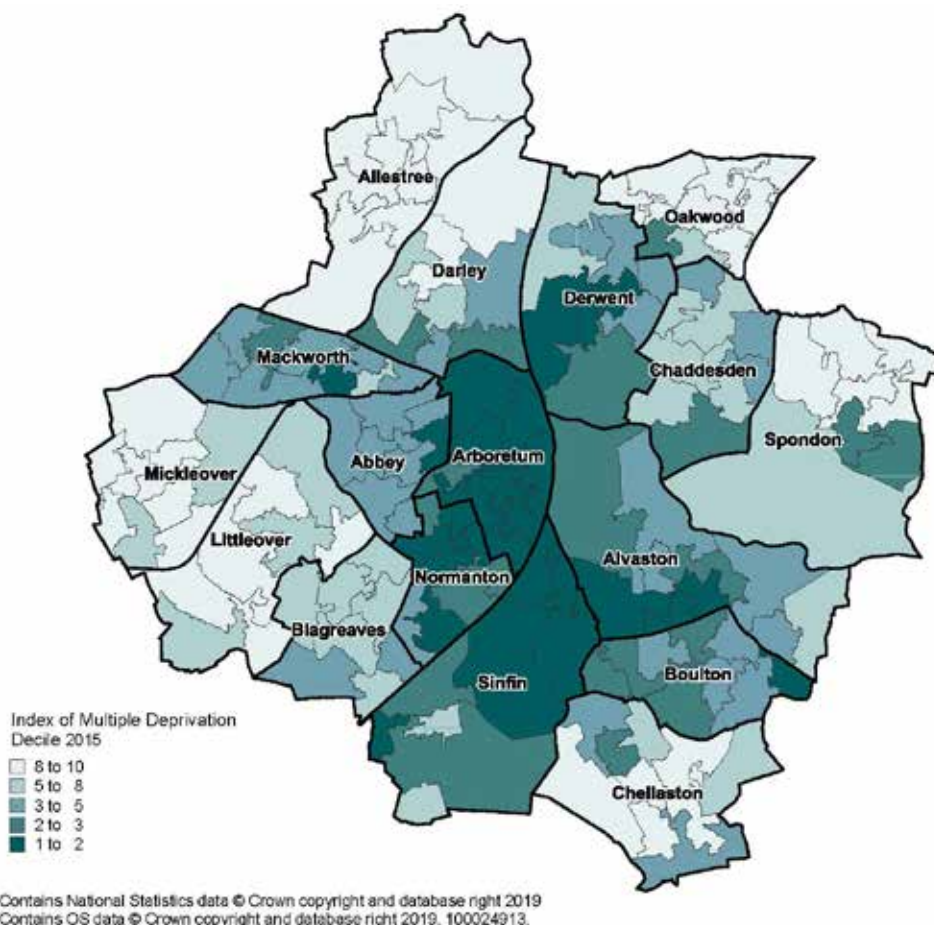 Allestree
Oakwood
Darley
Derwent
Mackworth
Chaddesden
Spondon
Abbey
Arboretum
Mickleover
Littleover
Alvaston
Normanton
Blagreaves
Boulton
Sinfin
Chellaston
Index of Multiple Deprivation
Decile 2015
8 to 10
5 to 8
3 to 5
2 to 3
1 to 2
Contains National Statistics data © Crown copyright and database right 2019
Contains OS data © Crown copyright and database right 2019. 100024913.